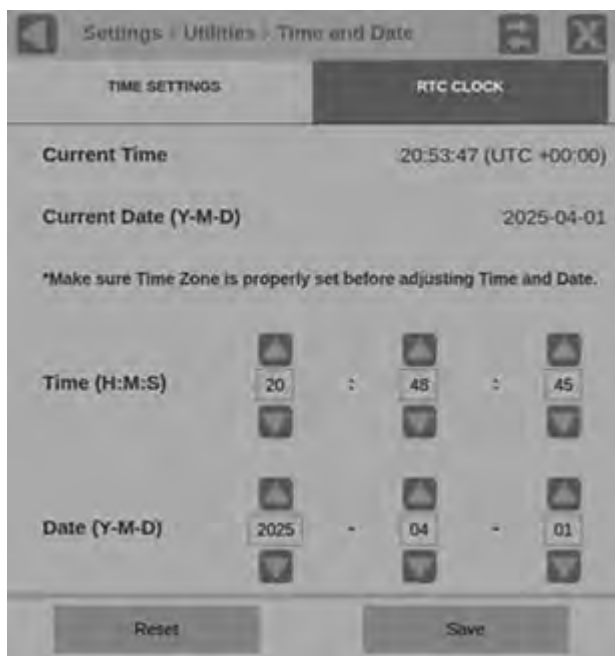 Settings > Utilities > Time and Date
TIME SETTINGS RTC CLOCK
Current Time 20:53:47 (UTC +00:00)
Current Date (Y-M-D) 2025-04-01
*Make sure Time Zone is properly set before adjusting Time and Date.
Time (H:M:S) 20 : 48 : 45
Date (Y-M-D) 2025 - 04 - 01
Reset Save